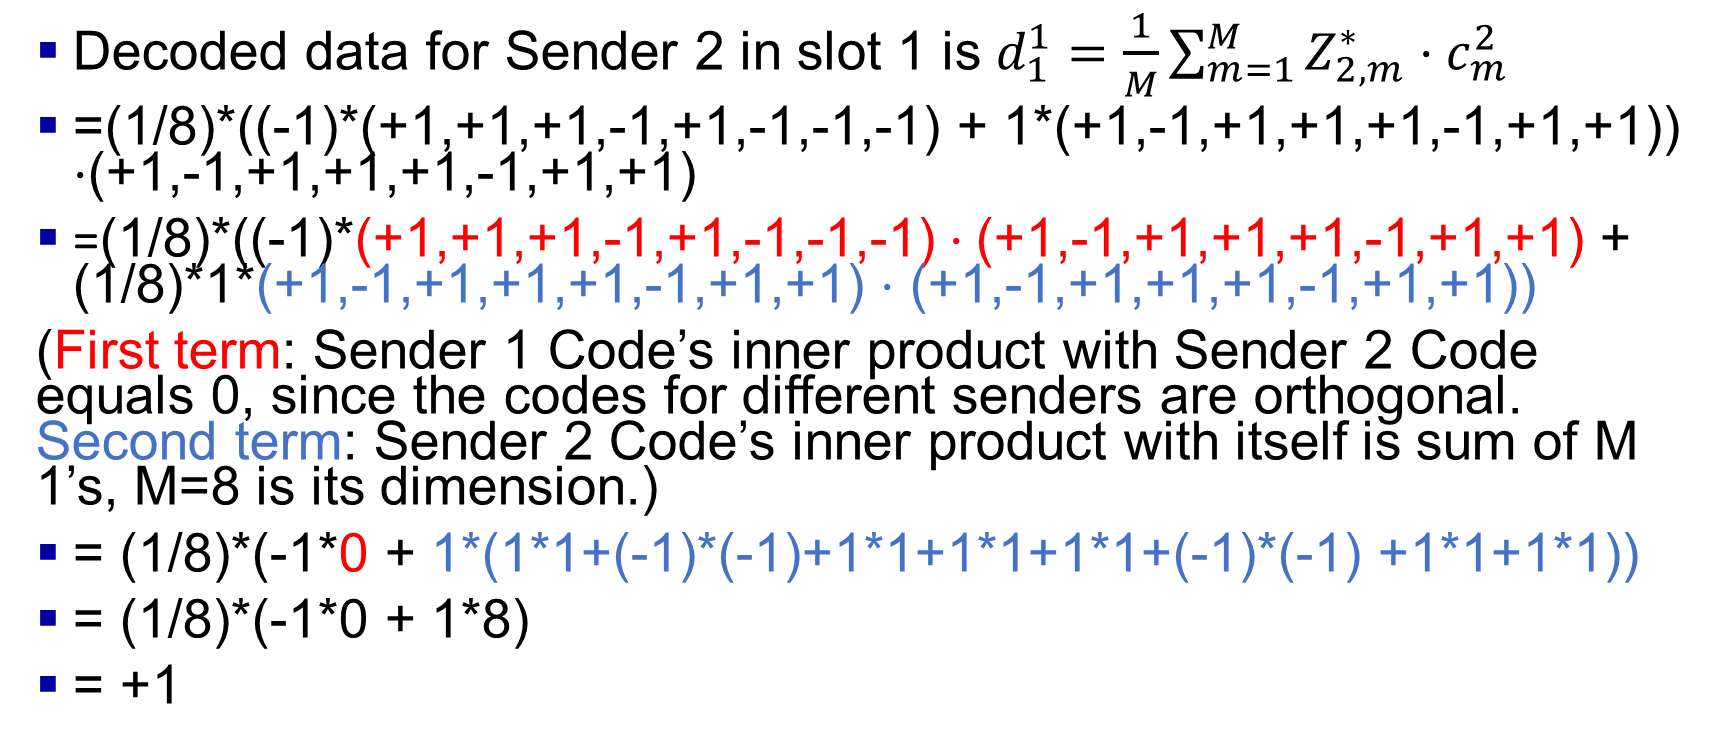 ▪ Decoded data for Sender 2 in slot 1 is $d_1^1 = \frac{1}{M}\sum_{m=1}^{M} Z_{2,m}^{*} \cdot c_m^2$
▪ =(1/8)*((-1)*(+1,+1,+1,-1,+1,-1,-1,-1) + 1*(+1,-1,+1,+1,+1,-1,+1,+1))
·(+1,-1,+1,+1,+1,-1,+1,+1)
▪ =(1/8)*((-1)*(+1,+1,+1,-1,+1,-1,-1,-1) · (+1,-1,+1,+1,+1,-1,+1,+1) +
(1/8)*1*(+1,-1,+1,+1,+1,-1,+1,+1) · (+1,-1,+1,+1,+1,-1,+1,+1))
(First term: Sender 1 Code’s inner product with Sender 2 Code
equals 0, since the codes for different senders are orthogonal.
Second term: Sender 2 Code’s inner product with itself is sum of M
1’s, M=8 is its dimension.)
▪ = (1/8)*(-1*0 + 1*(1*1+(-1)*(-1)+1*1+1*1+1*1+(-1)*(-1) +1*1+1*1))
▪ = (1/8)*(-1*0 + 1*8)
▪ = +1